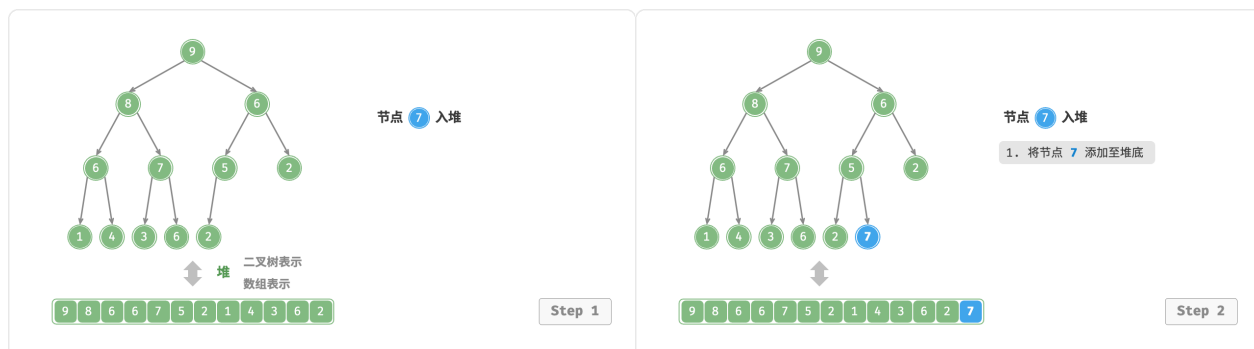 9
8 6
节点 7 入堆
6 7 5 2
1 4 3 6 2
堆
二叉树表示
数组表示
9 8 6 6 7 5 2 1 4 3 6 2
Step 1
9
8 6
节点 7 入堆
1. 将节点 7 添加至堆底
6 7 5 2
1 4 3 6 2 7
9 8 6 6 7 5 2 1 4 3 6 2 7
Step 2